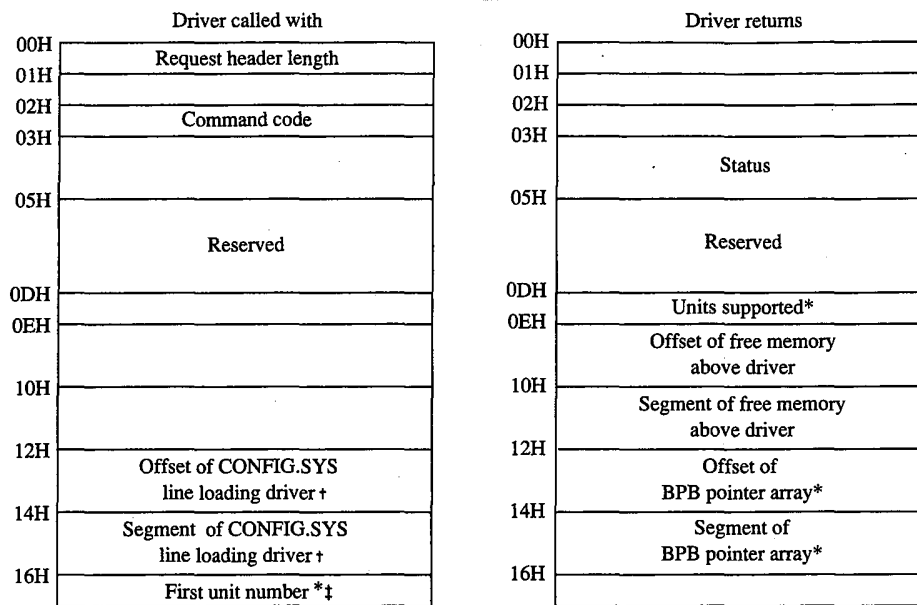 Driver called with
00H
Request header length
01H
02H
Command code
03H
05H
Reserved
0DH
0EH
10H
12H
Offset of CONFIG.SYS
line loading driver †
14H
Segment of CONFIG.SYS
line loading driver †
16H
First unit number *‡
Driver returns
00H
01H
02H
03H
Status
05H
Reserved
0DH
Units supported*
0EH
Offset of free memory
above driver
10H
Segment of free memory
above driver
12H
Offset of
BPB pointer array*
14H
Segment of
BPB pointer array*
16H